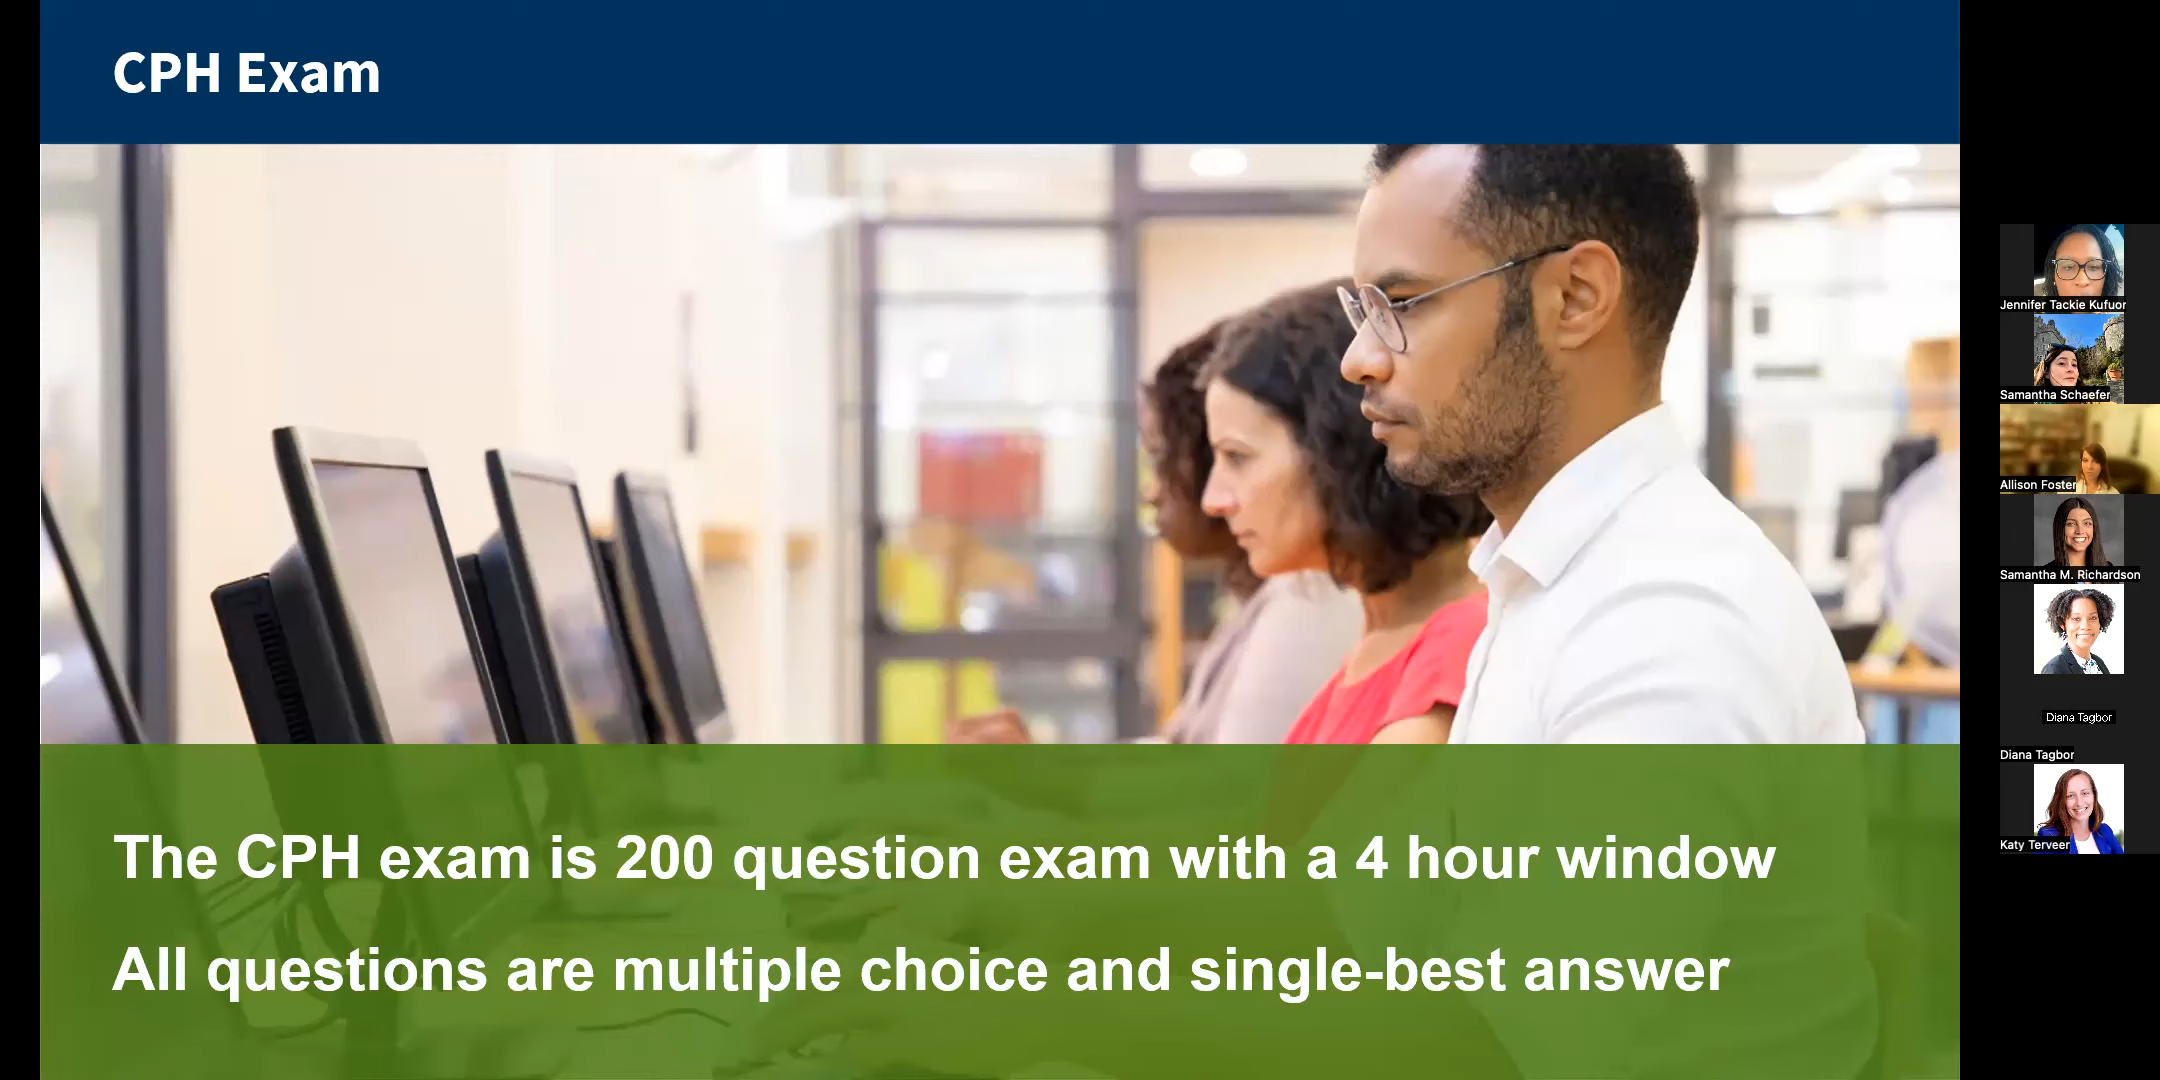 CPH Exam
The CPH exam is 200 question exam with a 4 hour window
All questions are multiple choice and single-best answer
Jennifer Tackie Kufuor
Samantha Schaefer
Allison Foster
Samantha M. Richardson
Diana Tagbor
Diana Tagbor
Katy Terveer